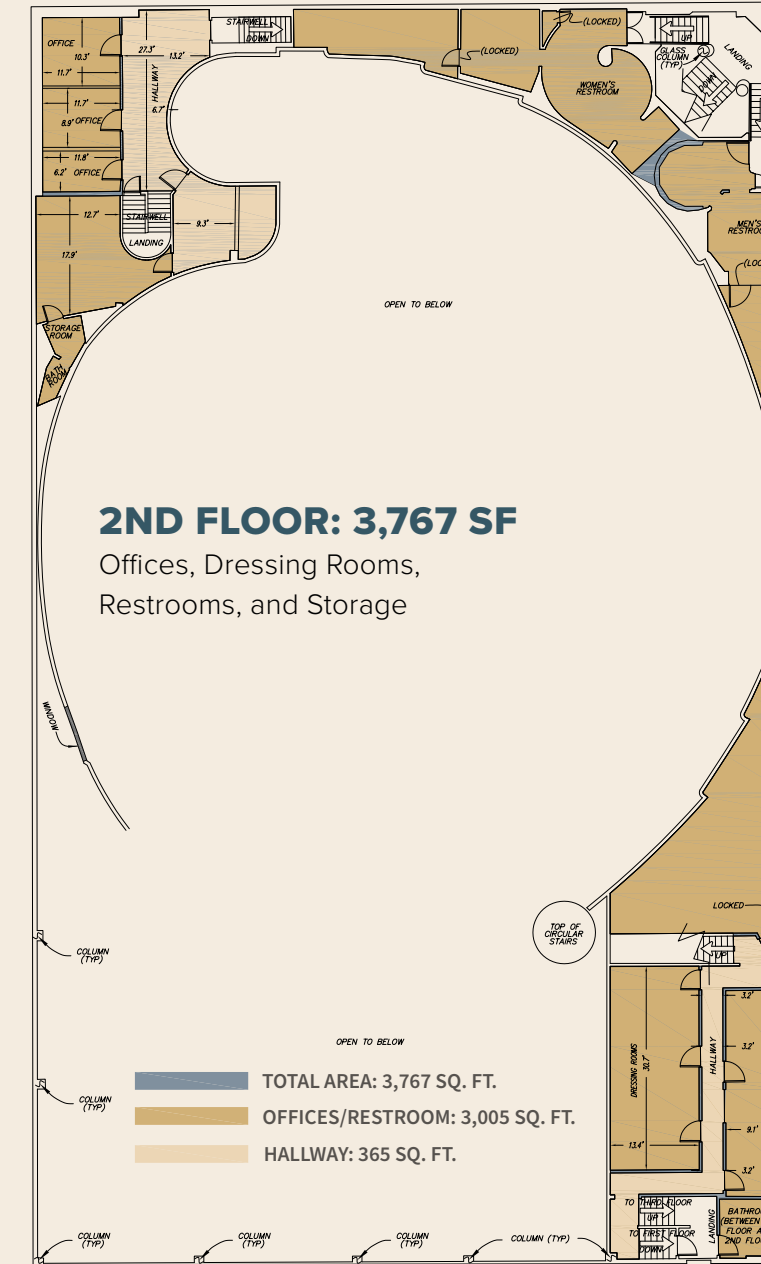 STAIRWELL
DOWN
(LOCKED)
(LOCKED)
UP
GLASS
COLUMN
(TYP)
LANDING
DOWN
OFFICE
10.3'
11.7'
27.3'
13.2'
HALLWAY
6.7'
WOMEN'S
RESTROOM
11.7'
8.9' OFFICE
11.8'
6.2' OFFICE
12.7'
STAIRWELL
LANDING
9.3'
17.9'
MEN'S
OPEN TO BELOW
STORAGE
ROOM
BATH
ROOM
2ND FLOOR: 3,767 SF
Offices, Dressing Rooms,
Restrooms, and Storage
WINDOW
LOCKED
TOP OF
CIRCULAR
STAIRS
UP
COLUMN
(TYP)
3.2'
OPEN TO BELOW
DRESSING ROOMS
30.7'
HALLWAY
3.2'
TOTAL AREA: 3,767 SQ. FT.
COLUMN
(TYP)
OFFICES/RESTROOM: 3,005 SQ. FT.
9.1'
13.4'
HALLWAY: 365 SQ. FT.
3.2'
TO THIRD FLOOR
UP
LANDING
TO FIRST FLOOR
DOWN
BATHRO
(BETWEEN
FLOOR A
2ND FLO
COLUMN
(TYP)
COLUMN
(TYP)
COLUMN
(TYP)
COLUMN (TYP)